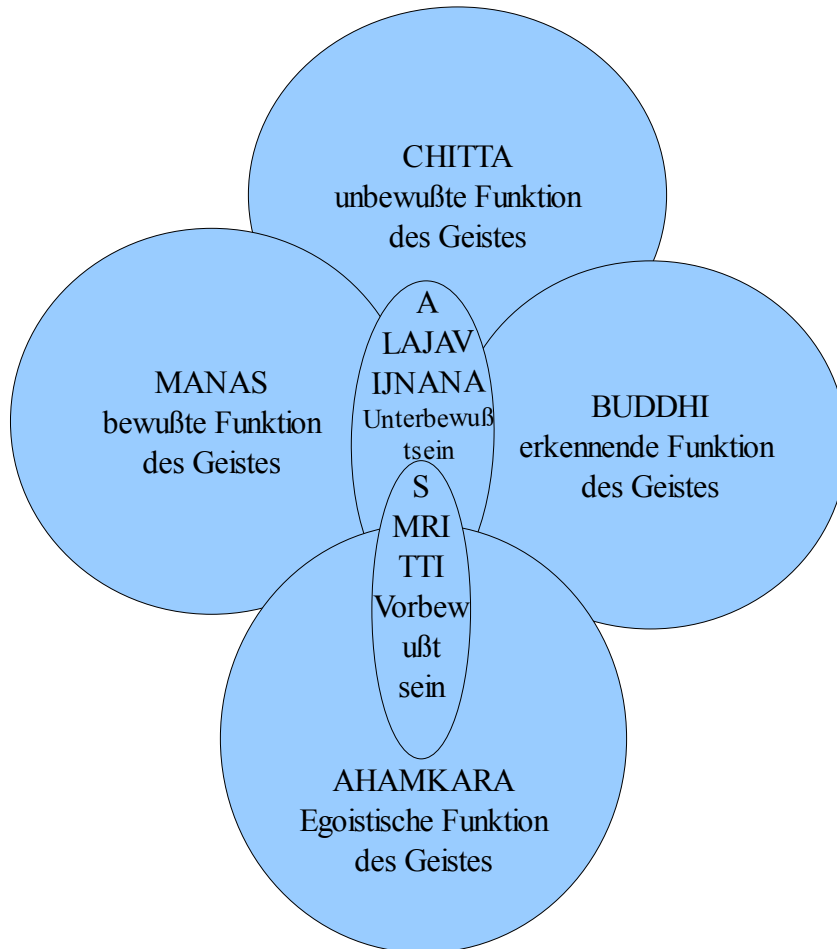 CHITTA
unbewußte Funktion
des Geistes
MANAS
bewußte Funktion
des Geistes
A
LAJAV
IJNANA
Unterbewuß
tsein
BUDDHI
erkennende Funktion
des Geistes
S
MRI
TTI
Vorbew
ußt
sein
AHAMKARA
Egoistische Funktion
des Geistes